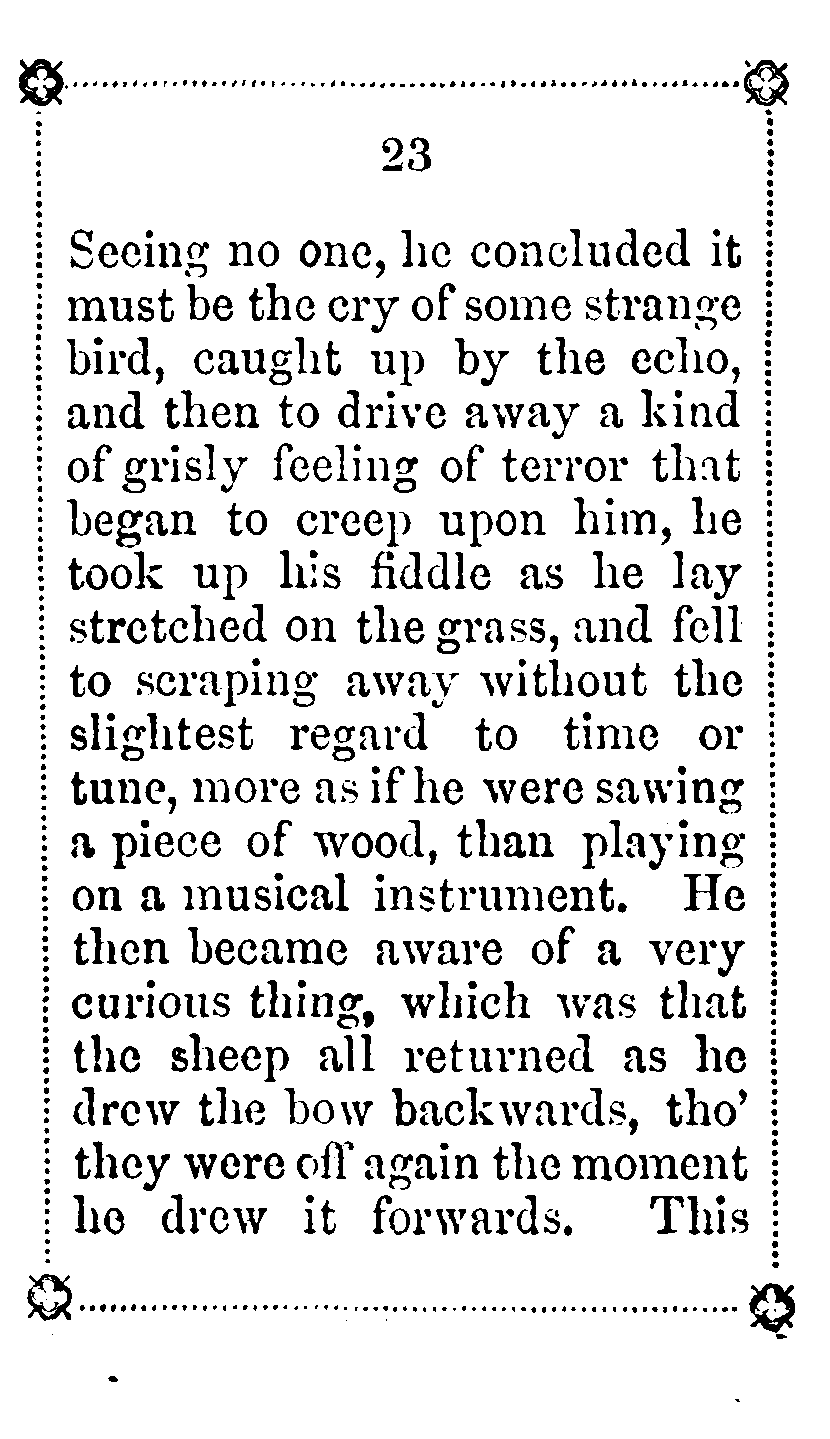 23
Seeing no one, he concluded it
must be the cry of some strange
bird, caught up by the echo,
and then to drive away a kind
of grisly feeling of terror that
began to creep upon him, he
took up his fiddle as he lay
stretched on the grass, and fell
to scraping away without the
slightest regard to time or
tune, more as if he were sawing
a piece of wood, than playing
on a musical instrument. He
then became aware of a very
curious thing, which was that
the sheep all returned as he
drew the bow backwards, tho'
they were off again the moment
he drew it forwards. This